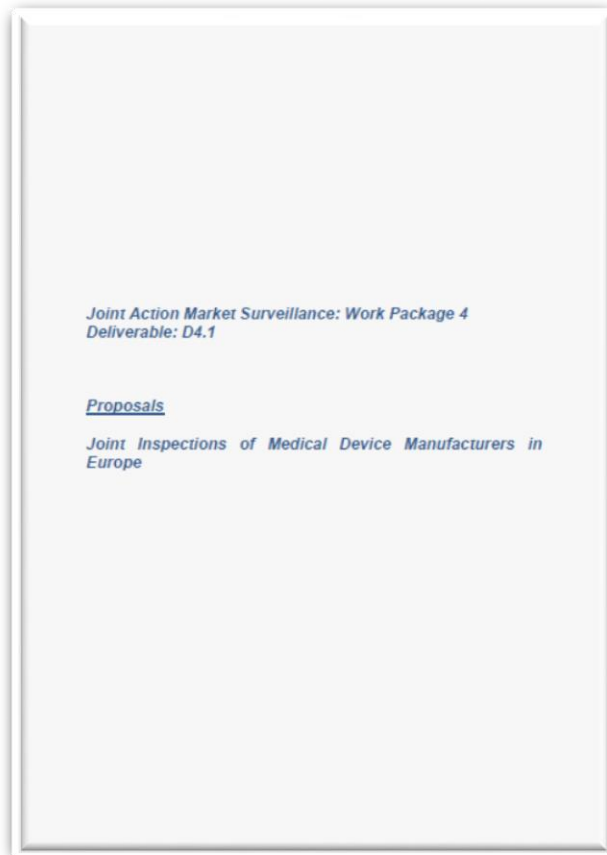 Joint Action Market Surveillance: Work Package 4
Deliverable: D4.1
Proposals
Joint Inspections of Medical Device Manufacturers in
Europe